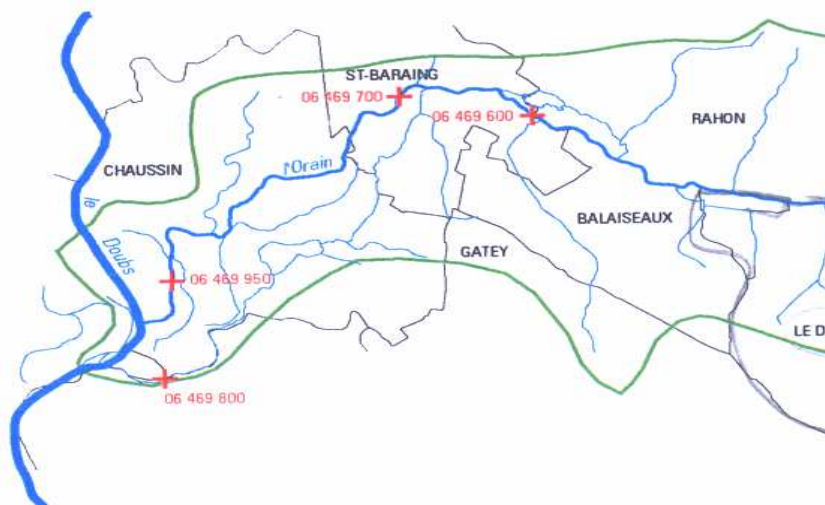 ST-BARAING
06 469 700
06 469 600
RAHON
CHAUSSIN
l'Orain
le
Doubs
BALAISEAUX
GATEY
06 469 950
LE D
06 469 800